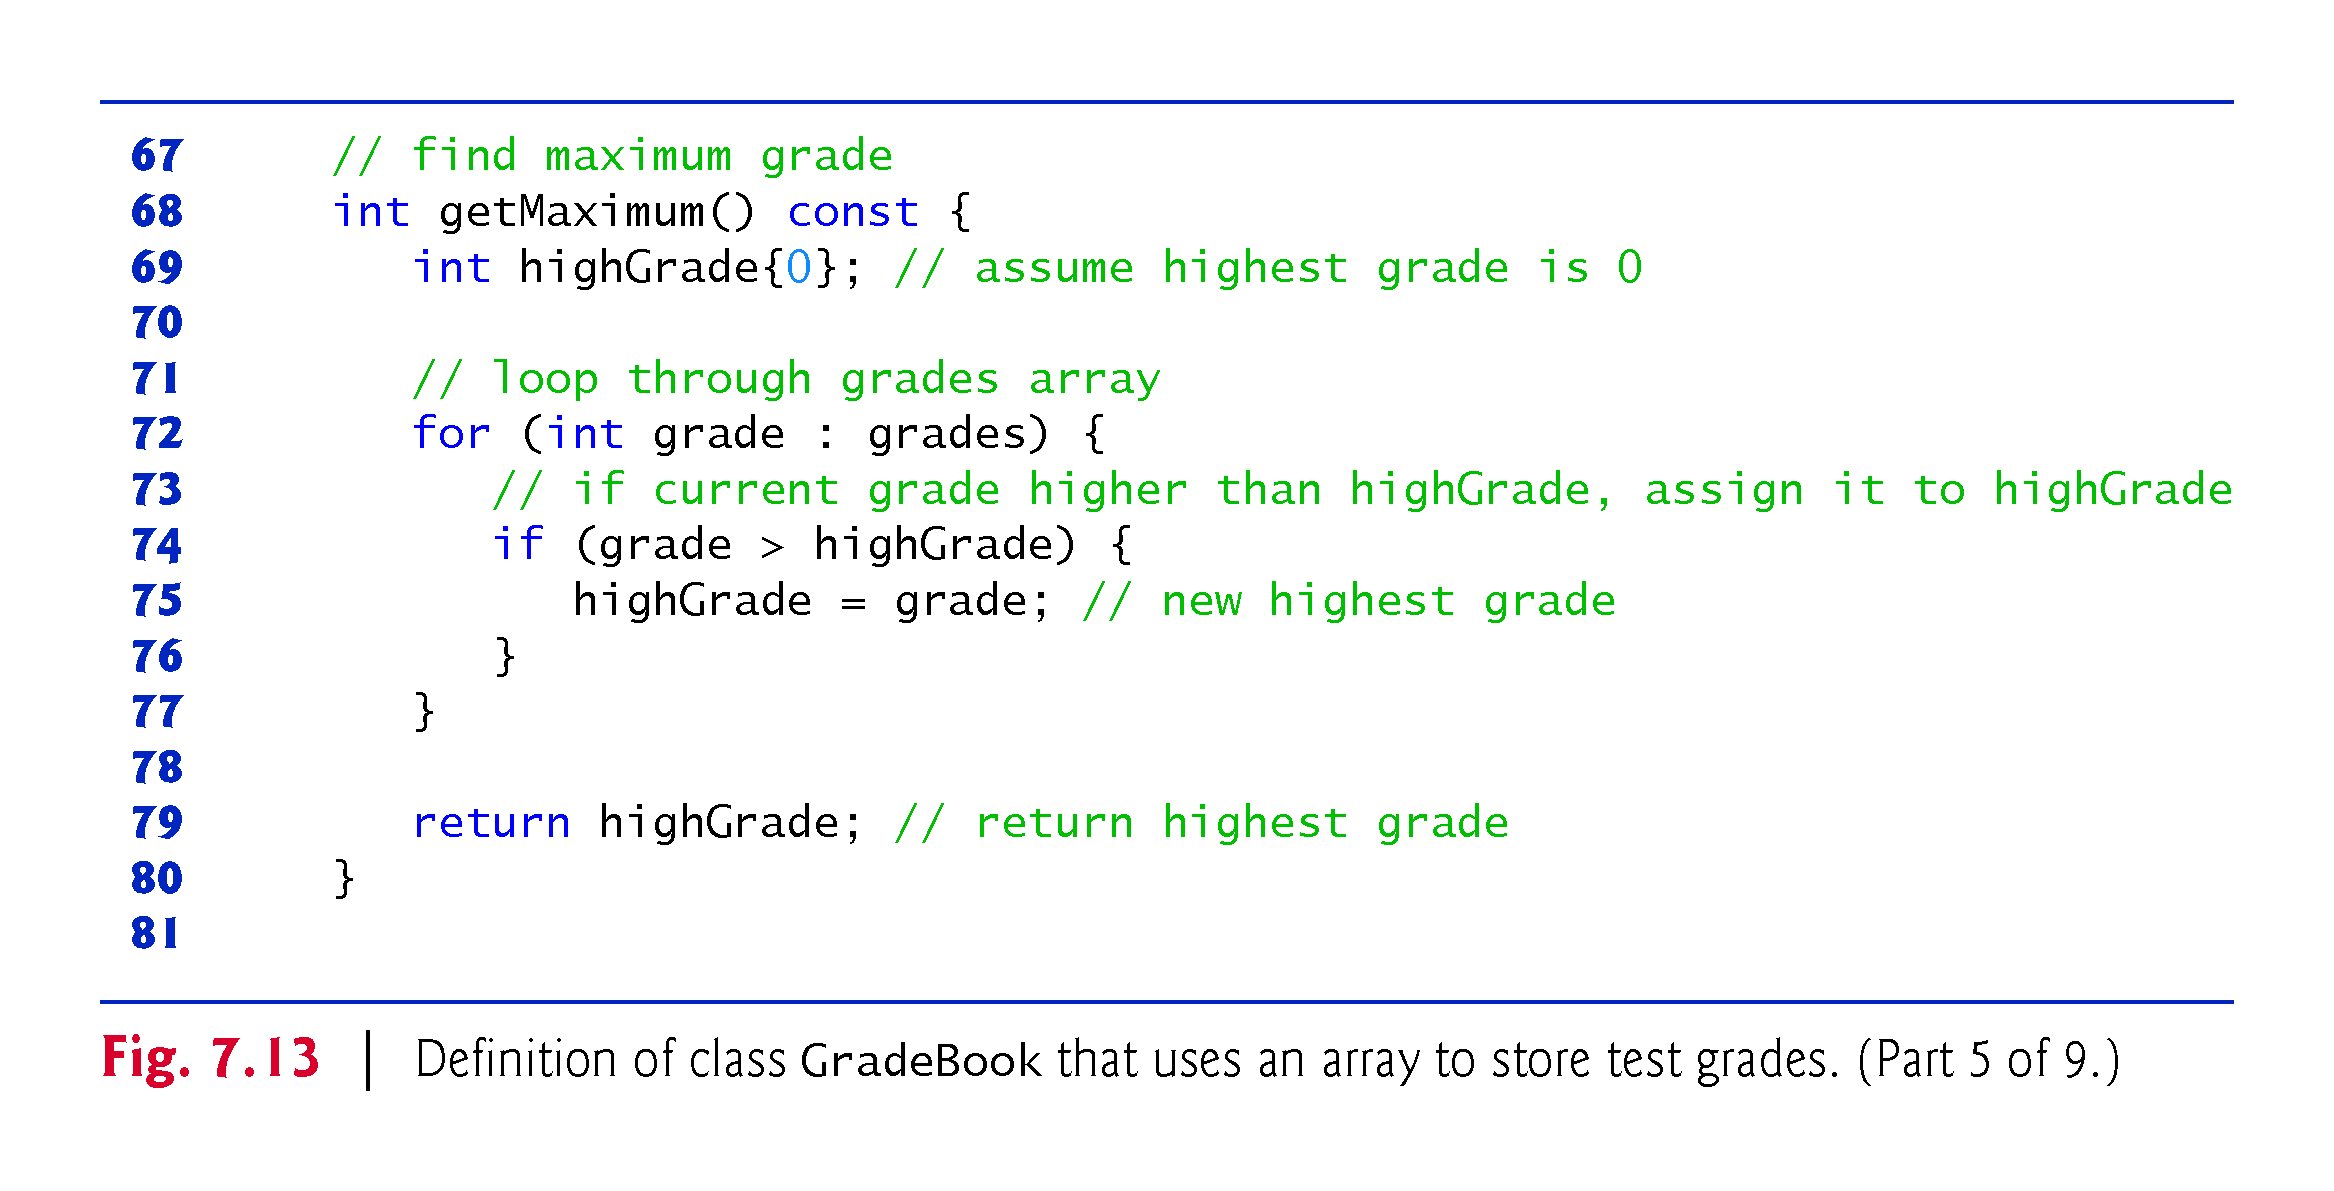 67 // find maximum grade
68 int getMaximum() const {
69 int highGrade{0}; // assume highest grade is 0
70
71 // loop through grades array
72 for (int grade : grades) {
73 // if current grade higher than highGrade, assign it to highGrade
74 if (grade > highGrade) {
75 highGrade = grade; // new highest grade
76 }
77 }
78
79 return highGrade; // return highest grade
80 }
81
Fig. 7.13 | Definition of class GradeBook that uses an array to store test grades. (Part 5 of 9.)